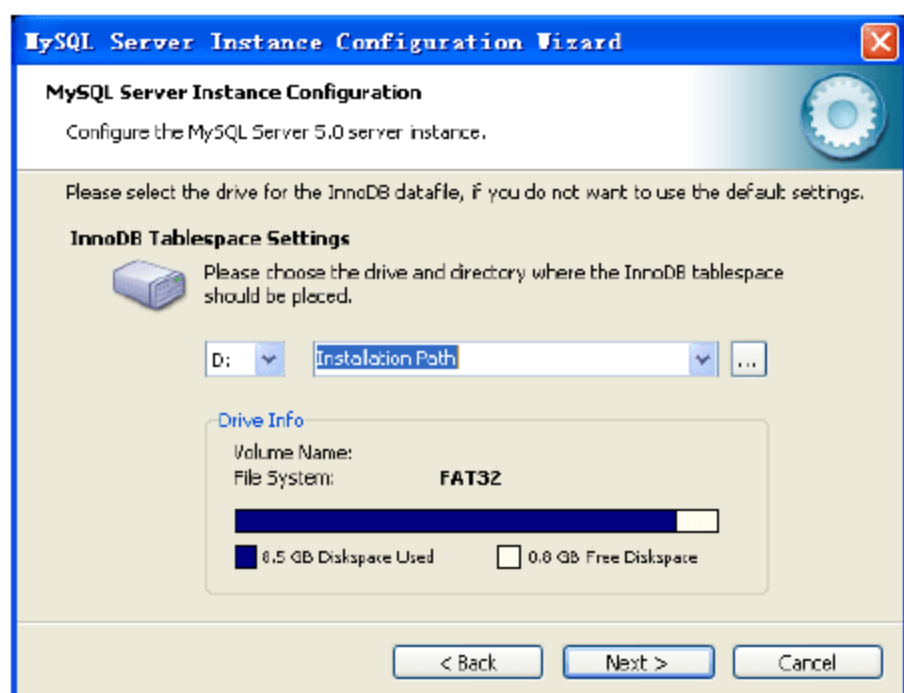 MySQL Server Instance Configuration Wizard
MySQL Server Instance Configuration
Configure the MySQL Server 5.0 server instance.
Please select the drive for the InnoDB datafile, if you do not want to use the default settings.
InnoDB Tablespace Settings
Please choose the drive and directory where the InnoDB tablespace
should be placed.
D: Installation Path ...
Drive Info
Volume Name:
File System: FAT32
8.5 GB Diskspace Used 0.8 GB Free Diskspace
< Back Next > Cancel